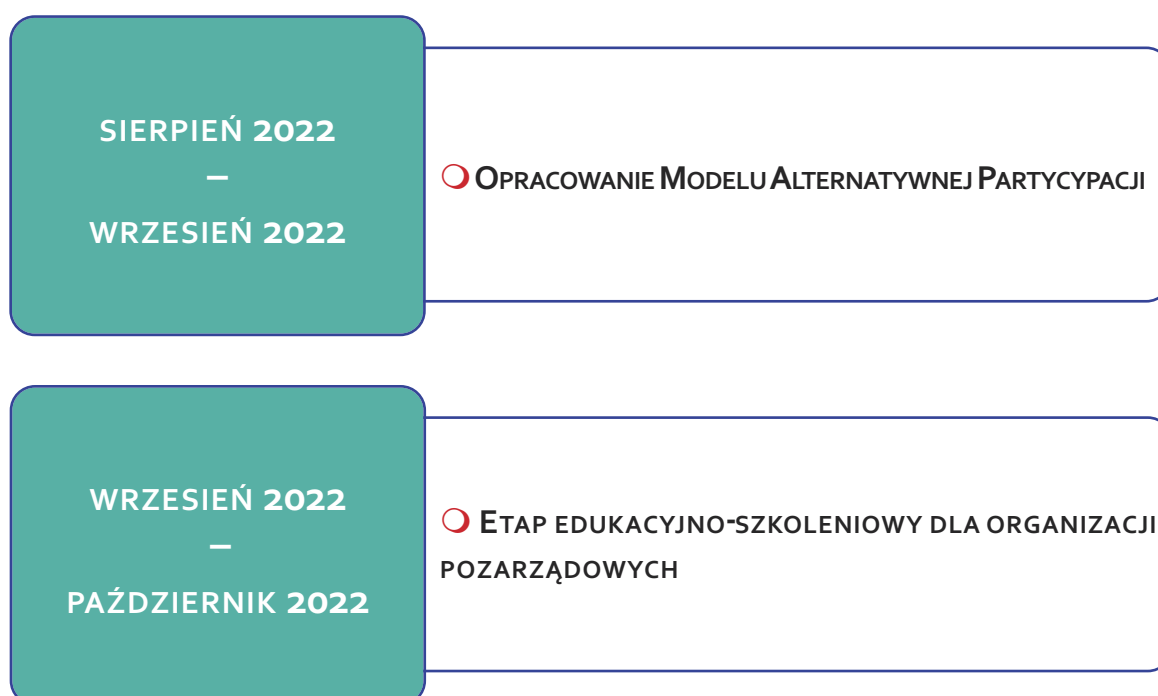 SIERPIEŃ 2022
–
WRZESIEŃ 2022
OPRACOWANIE MODELU ALTERNATYWNEJ PARTYCYPACJI
WRZESIEŃ 2022
–
PAŹDZIERNIK 2022
ETAP EDUKACYJNO-SZKOLENIOWY DLA ORGANIZACJI
POZARZĄDOWYCH